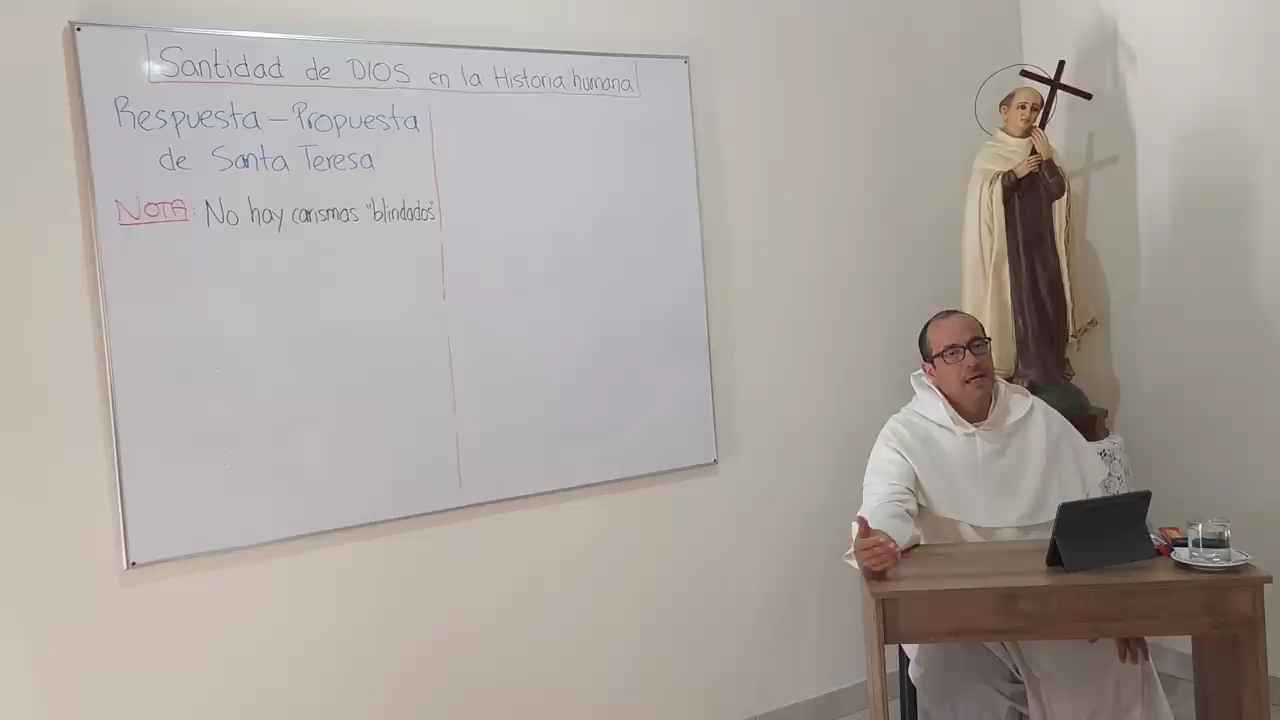 Santidad de DIOS en la Historia humana
Respuesta - Propuesta
de Santa Teresa
NOTA: No hay carismas "blindados"